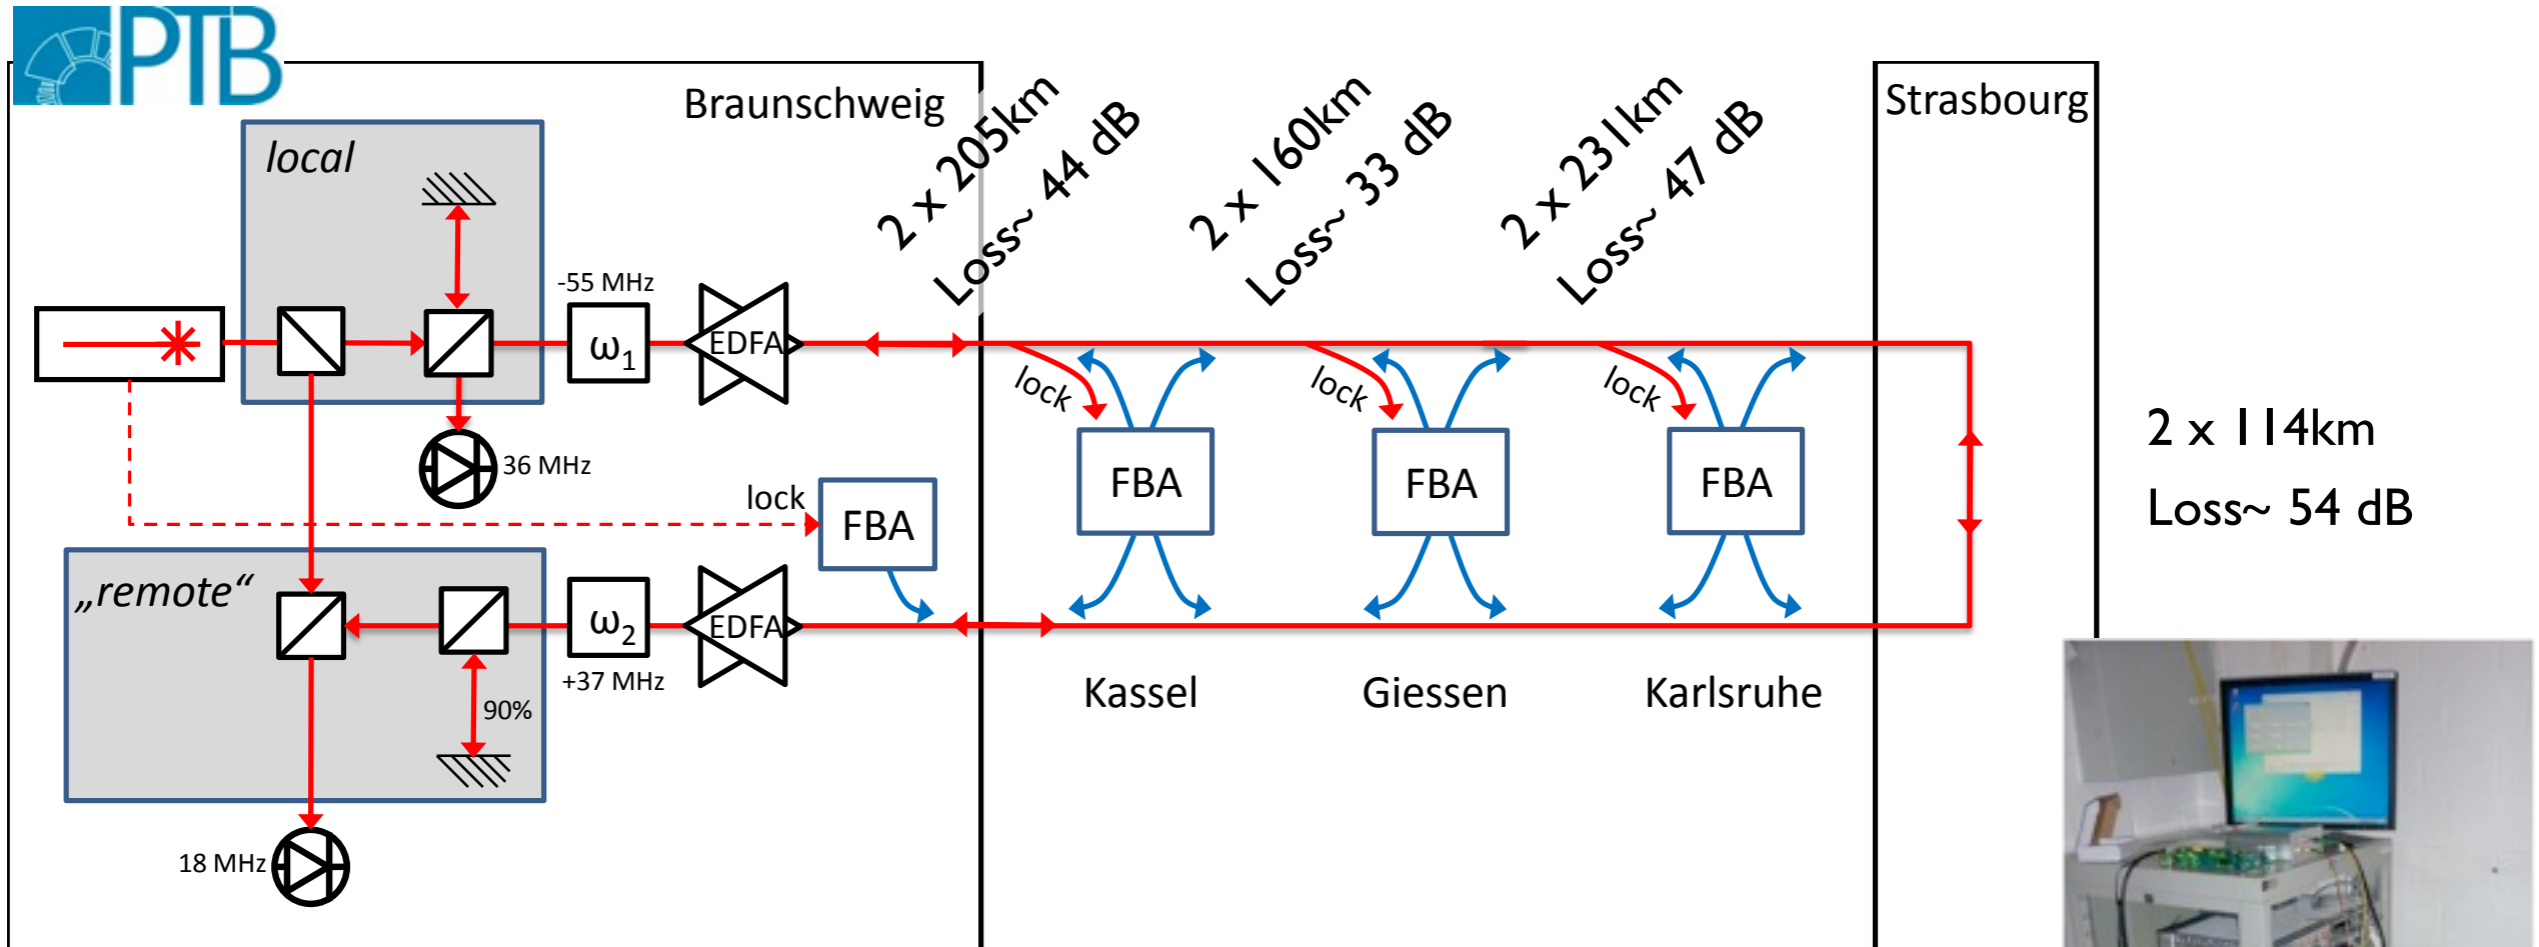 PTB
Braunschweig
Strasbourg
2 x 205km
Loss~ 44 dB
2 x 160km
Loss~ 33 dB
2 x 231km
Loss~ 47 dB
local
-55 MHz
ω1
EDFA
36 MHz
lock
lock
lock
FBA
FBA
FBA
lock
FBA
2 x 114km
Loss~ 54 dB
„remote“
ω2
EDFA
+37 MHz
90%
Kassel
Giessen
Karlsruhe
18 MHz